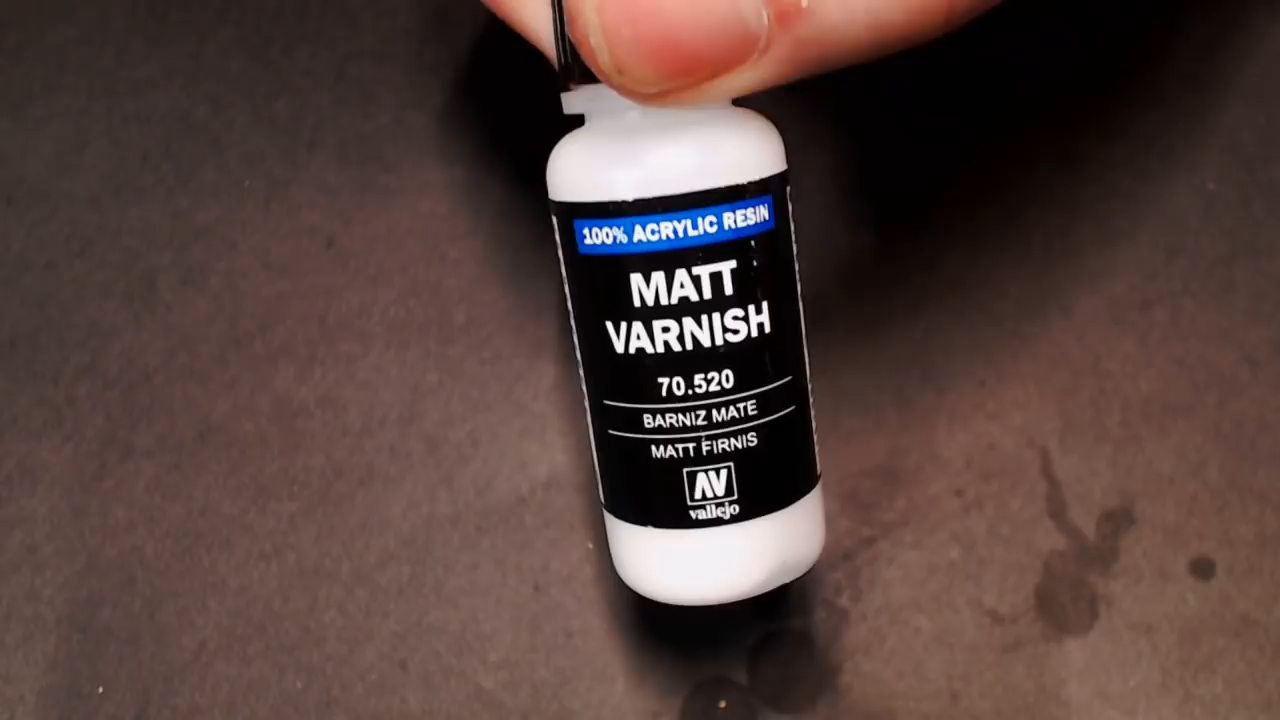 100% ACRYLIC RESIN
MATT
VARNISH
70.520
BARNIZ MATE
MATT FIRNIS
AV
vallejo